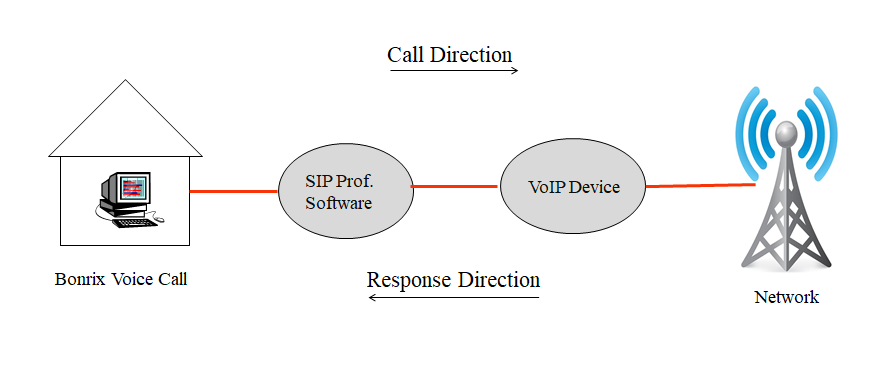 Call Direction
SIP Prof.
Software
VoIP Device
Bonrix Voice Call
Response Direction
Network